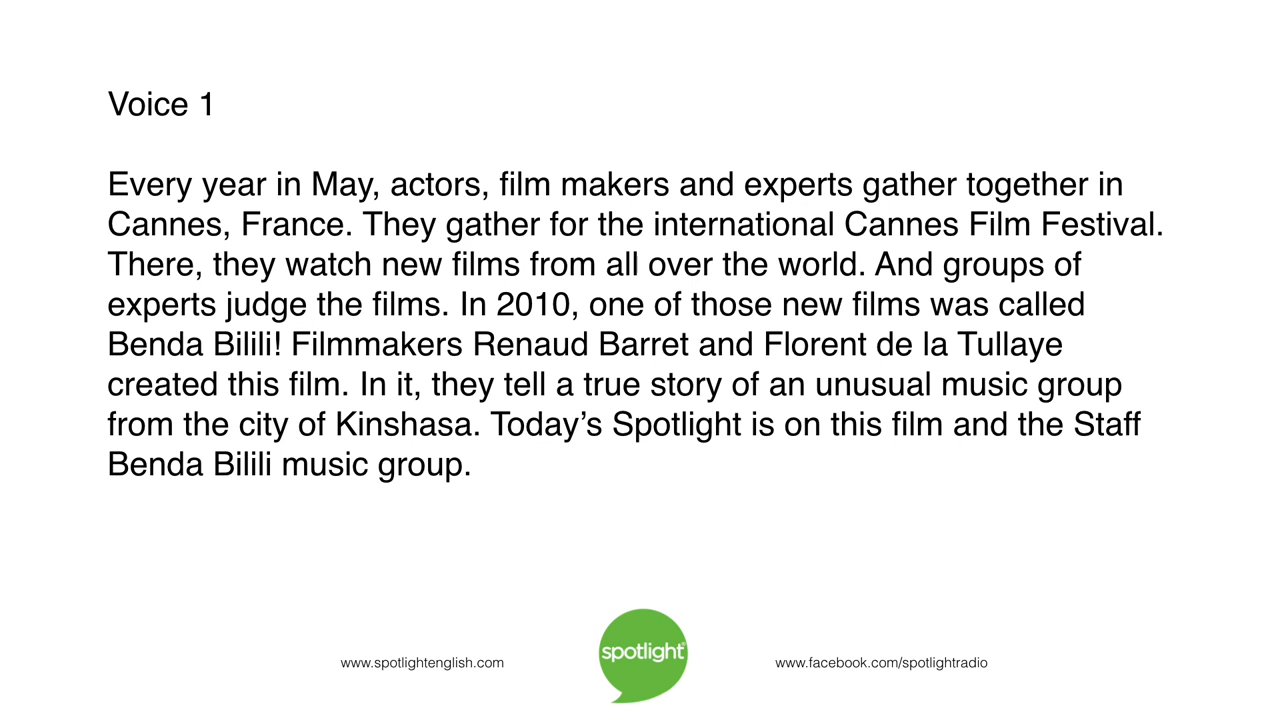 Voice 1
Every year in May, actors, film makers and experts gather together in
Cannes, France. They gather for the international Cannes Film Festival.
There, they watch new films from all over the world. And groups of
experts judge the films. In 2010, one of those new films was called
Benda Bilili! Filmmakers Renaud Barret and Florent de la Tullaye
created this film. In it, they tell a true story of an unusual music group
from the city of Kinshasa. Today’s Spotlight is on this film and the Staff
Benda Bilili music group.
www.spotlightenglish.com
spotlight®
www.facebook.com/spotlightradio